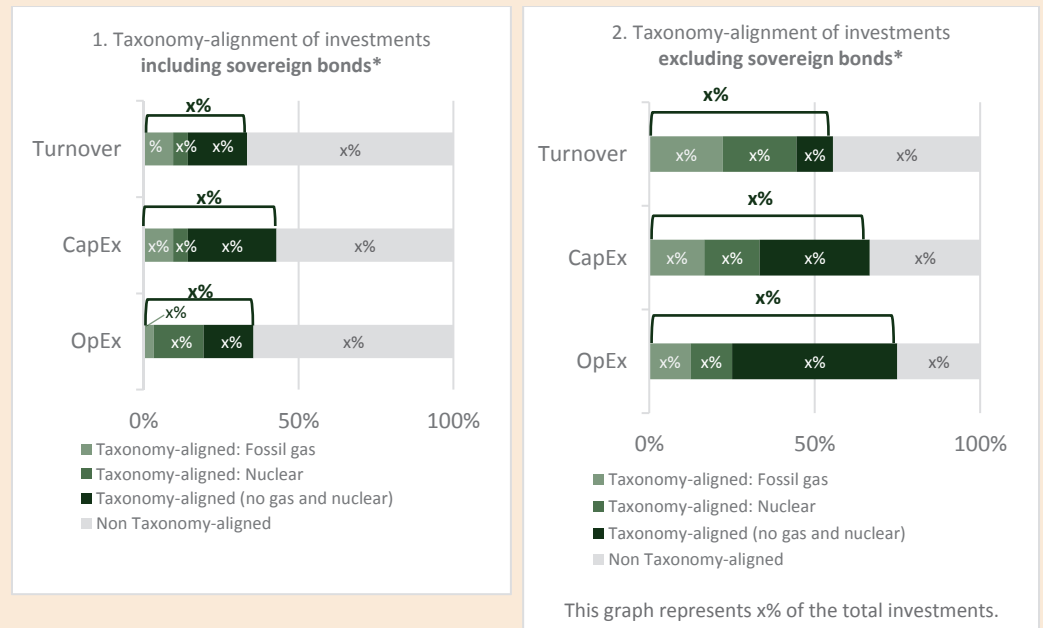 1. Taxonomy-alignment of investments
including sovereign bonds*
x%
Turnover
% x% x% x%
x%
CapEx
x% x% x% x%
x%
x%
OpEx
x% x% x%
0% 50% 100%
Taxonomy-aligned: Fossil gas
Taxonomy-aligned: Nuclear
Taxonomy-aligned (no gas and nuclear)
Non Taxonomy-aligned
2. Taxonomy-alignment of investments
excluding sovereign bonds*
x%
Turnover
x% x% x% x%
x%
CapEx
x% x% x% x%
x%
OpEx
x% x% x% x%
0% 50% 100%
Taxonomy-aligned: Fossil gas
Taxonomy-aligned: Nuclear
Taxonomy-aligned (no gas and nuclear)
Non Taxonomy-aligned
This graph represents x% of the total investments.